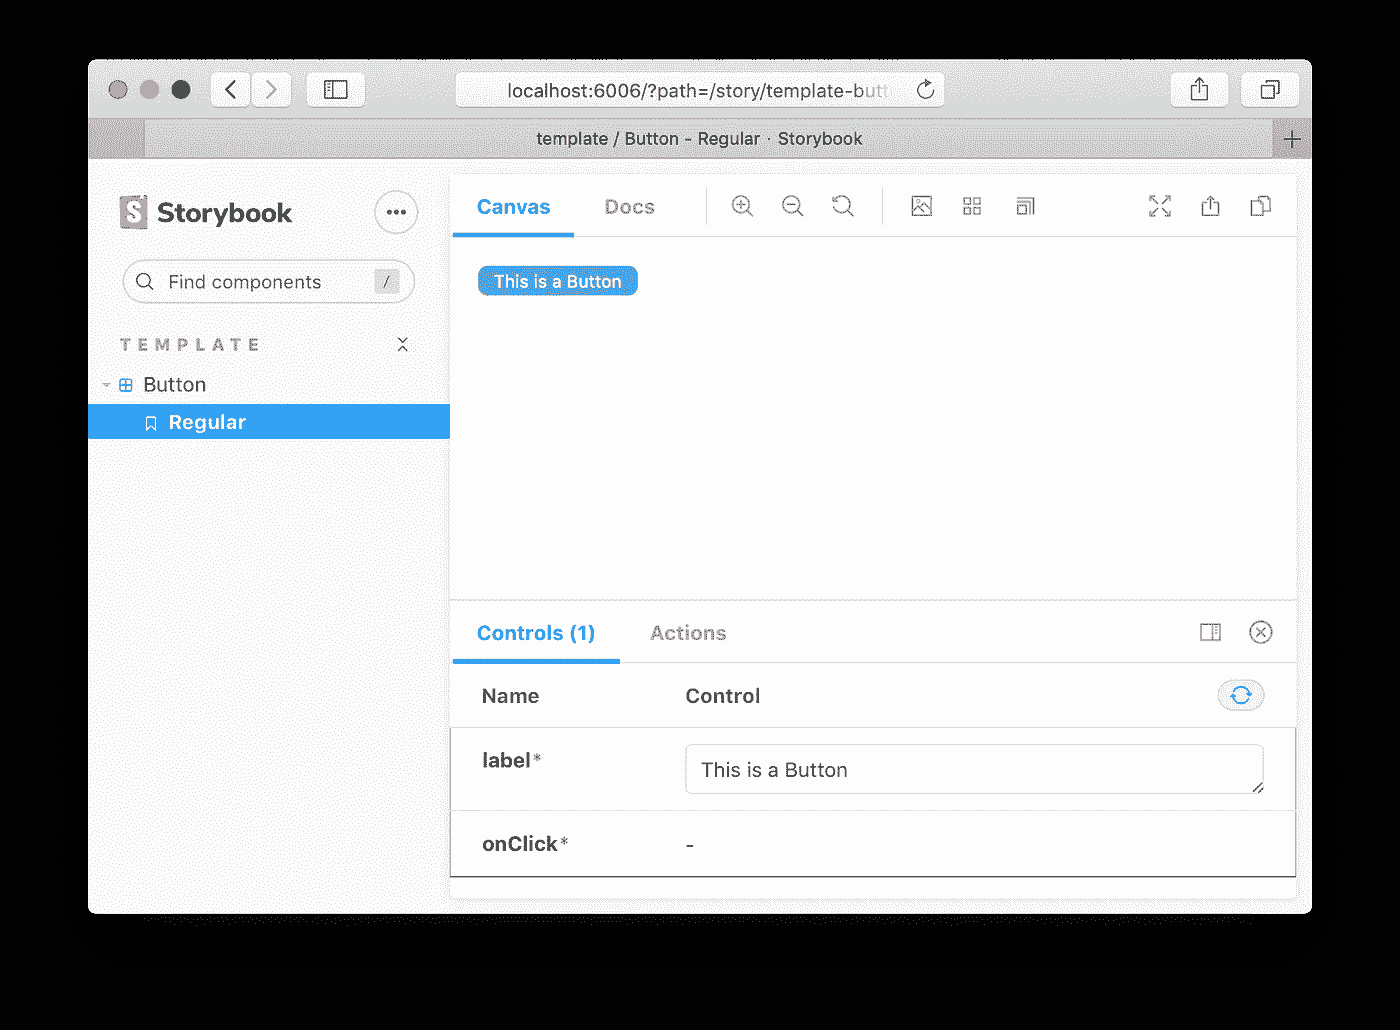 localhost:6006/?path=/story/template-butt
template / Button - Regular · Storybook
S Storybook
Find components /
TEMPLATE
Button
Regular
Canvas Docs
This is a Button
Controls (1) Actions
Name Control
label* This is a Button
onClick* -